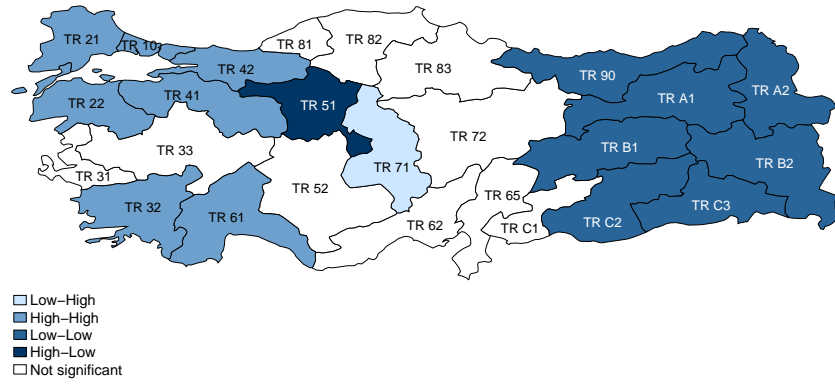 TR 21
TR 10
TR 42
TR 81
TR 82
TR 83
TR 90
TR A1
TR A2
TR 22
TR 41
TR 51
TR 72
TR 33
TR 71
TR B1
TR B2
TR 31
TR 32
TR 61
TR 52
TR 62
TR 65
TR C1
TR C2
TR C3
Low–High
High–High
Low–Low
High–Low
Not significant